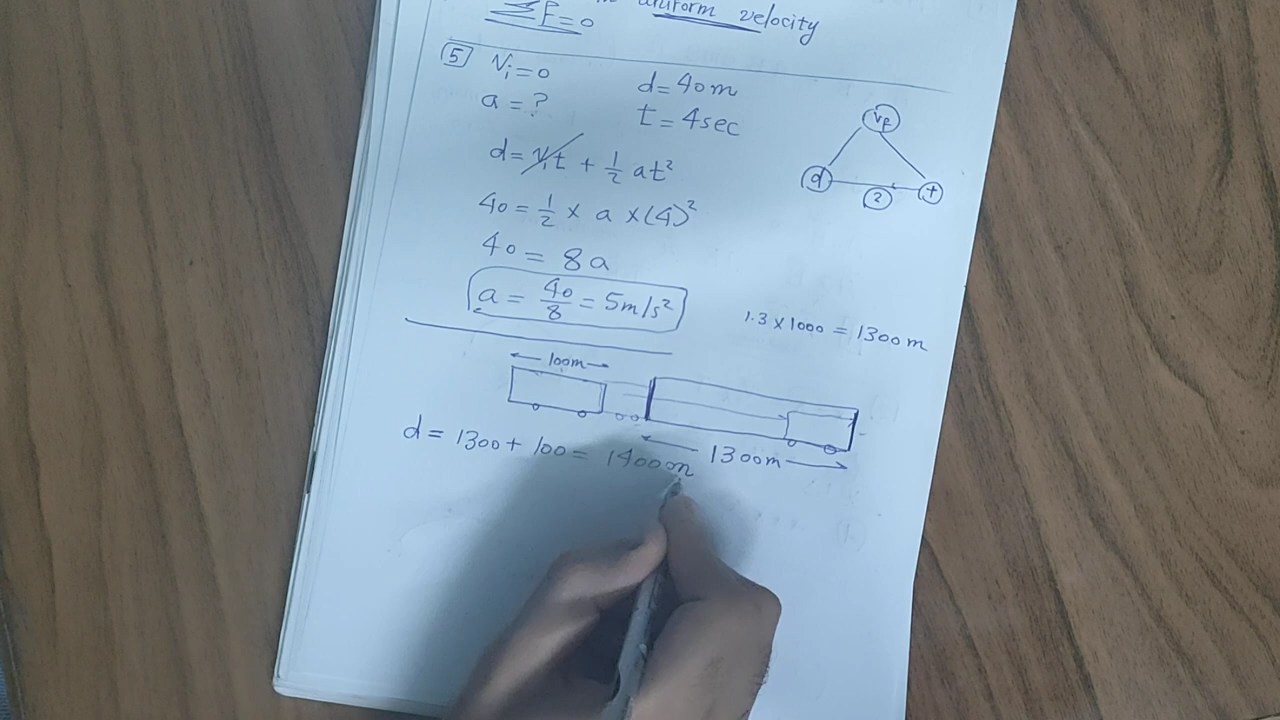 uniform velocity
ΣF=0
5 Vi=0 d=40m
a=? t=4sec
d=Vit + 1/2 at²
40=1/2 × a ×(4)²
40 = 8a
a = 40/8 = 5m/s²
Vf
d 2 t
1.3×1000 = 1300m
100m
1300m
d = 1300+ 100= 1400m